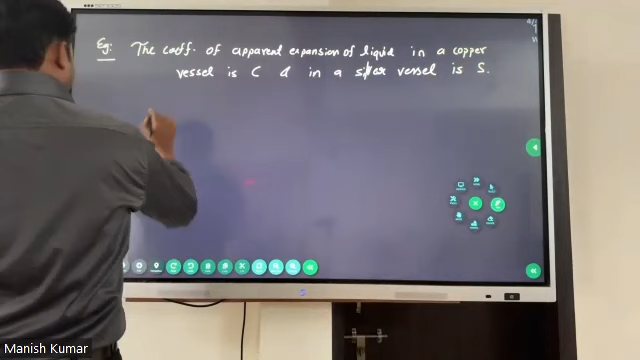 Eg: The coeff. of apparent expansion of liquid in a copper
vessel is C & in a silver vessel is S.
Manish Kumar